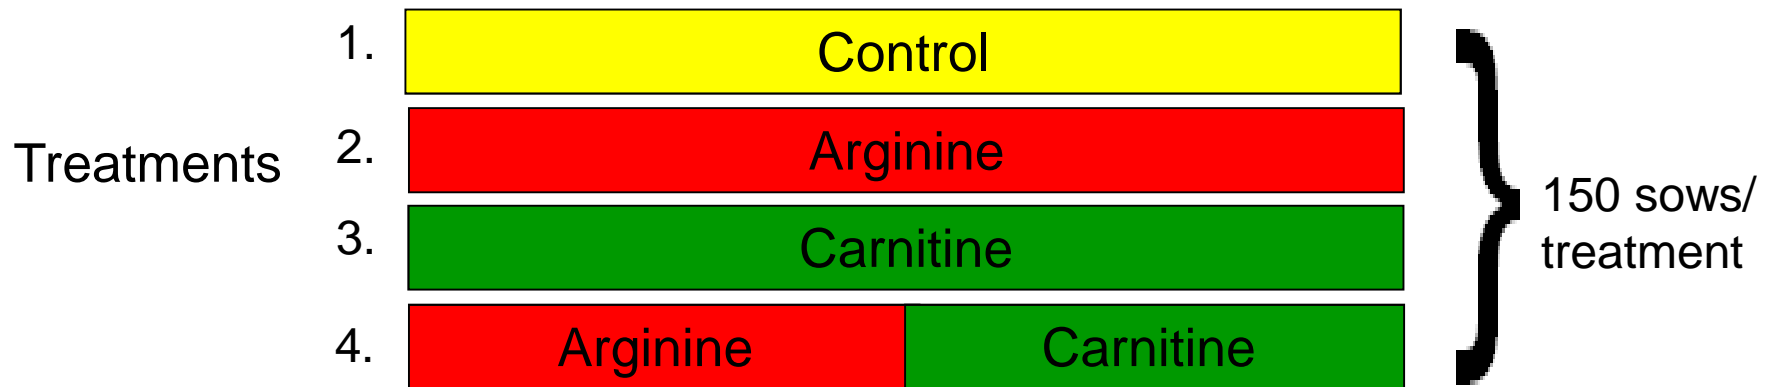 Treatments
1. Control
2. Arginine
3. Carnitine
4. Arginine Carnitine
150 sows/
treatment